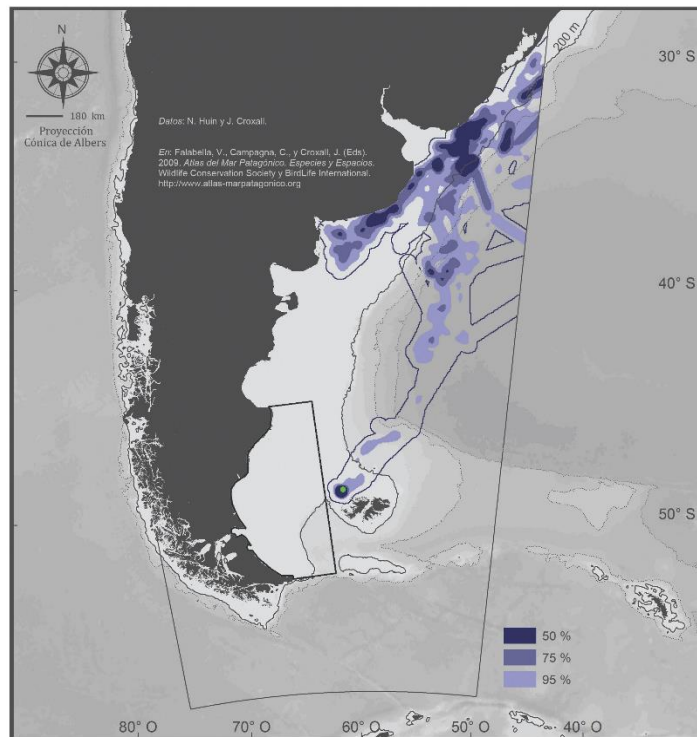 N
180 km
Proyección
Cónica de Albers
Datos: N. Huin y J. Croxall.
En: Falabella, V., Campagna, C., y Croxall, J. (Eds).
2009. Atlas del Mar Patagónico. Especies y Espacios.
Wildlife Conservation Society y BirdLife International.
http://www.atlas-marpatagonico.org
200 m
30° S
40° S
50° S
50 %
75 %
95 %
80° O
70° O
60° O
50° O
40° O